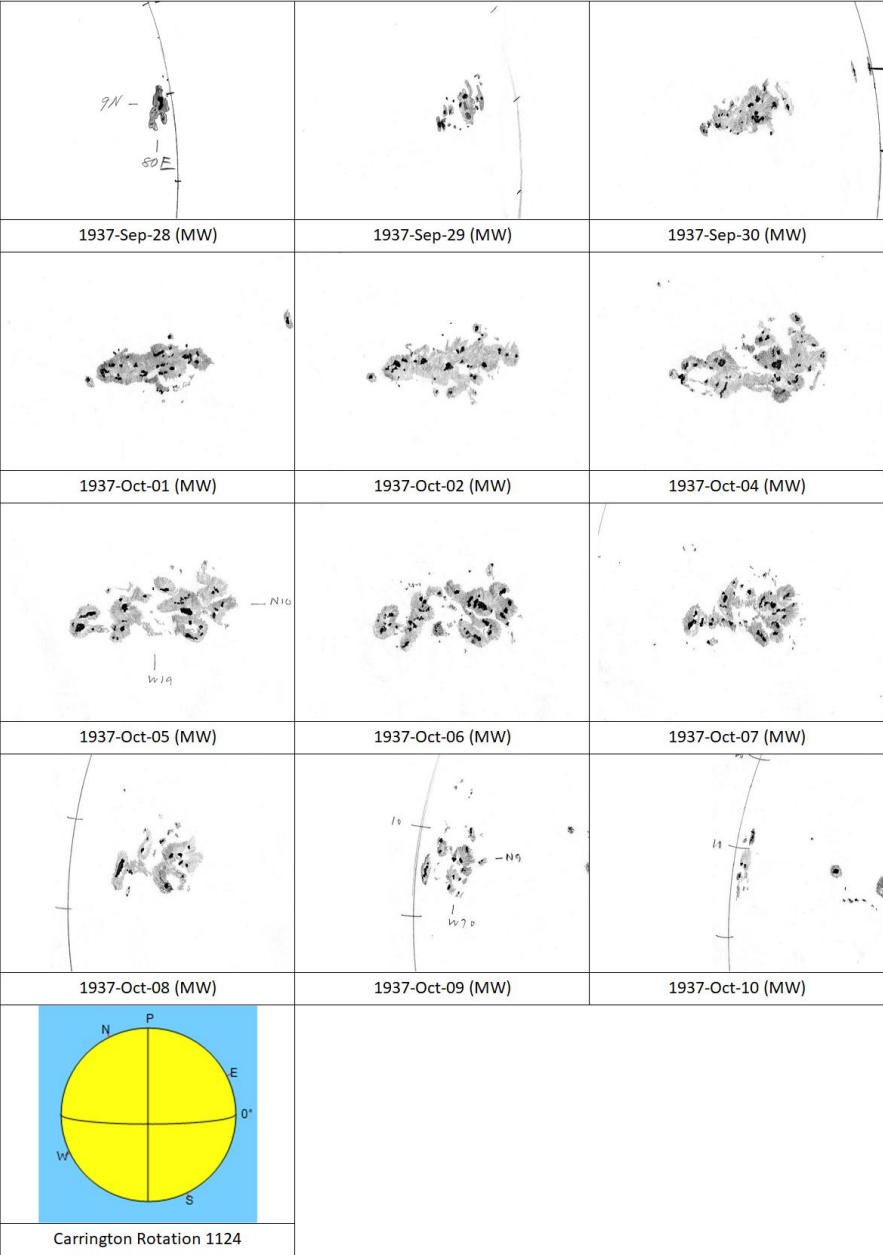 9N –
80E
1937-Sep-28 (MW)
1937-Sep-29 (MW)
1937-Sep-30 (MW)
1937-Oct-01 (MW)
1937-Oct-02 (MW)
1937-Oct-04 (MW)
– N10
W19
1937-Oct-05 (MW)
1937-Oct-06 (MW)
1937-Oct-07 (MW)
10
– N9
W70
1937-Oct-08 (MW)
1937-Oct-09 (MW)
1937-Oct-10 (MW)
P
N
E
0°
W
S
Carrington Rotation 1124